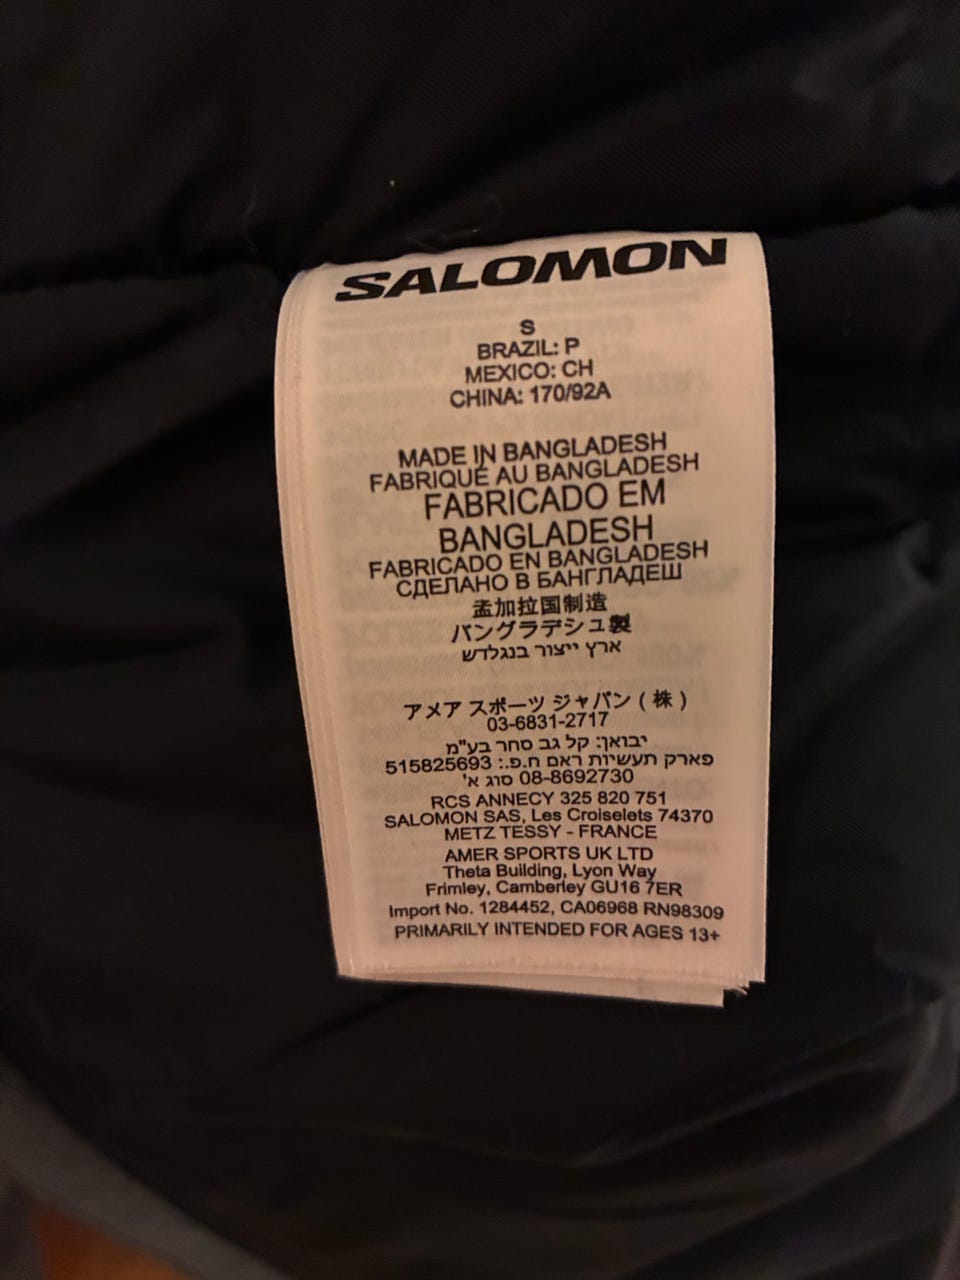 SALOMON
S
BRAZIL: P
MEXICO: CH
CHINA: 170/92A
MADE IN BANGLADESH
FABRIQUÉ AU BANGLADESH
FABRICADO EM
BANGLADESH
FABRICADO EN BANGLADESH
СДЕЛАНО В БАНГЛАДЕШ
孟加拉国制造
バングラデシュ製
ארץ ייצור בנגלדש
アメア スポーツ ジャパン ( 株 )
03-6831-2717
יבואן: קל גב סחר בע"מ
פארק תעשיות ראם ח.פ.: 515825693
08-8692730 סוג א'
RCS ANNECY 325 820 751
SALOMON SAS, Les Croiselets 74370
METZ TESSY - FRANCE
AMER SPORTS UK LTD
Theta Building, Lyon Way
Frimley, Camberley GU16 7ER
Import No. 1284452, CA06968 RN98309
PRIMARILY INTENDED FOR AGES 13+